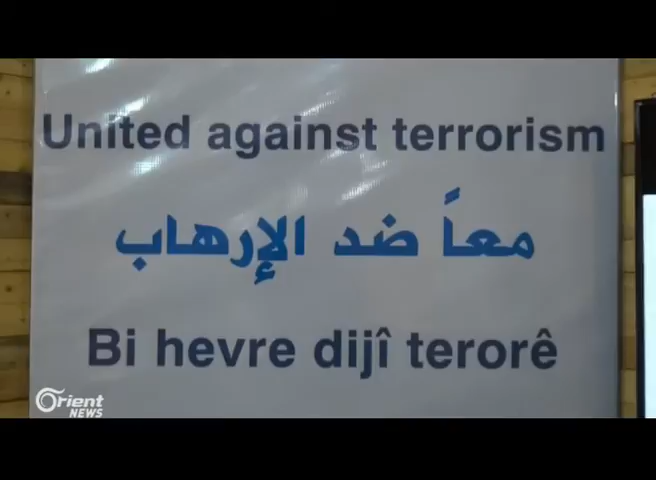 United against terrorism
معاً ضد الإرهاب
Bi hevre dijî terorê
Orient
NEWS